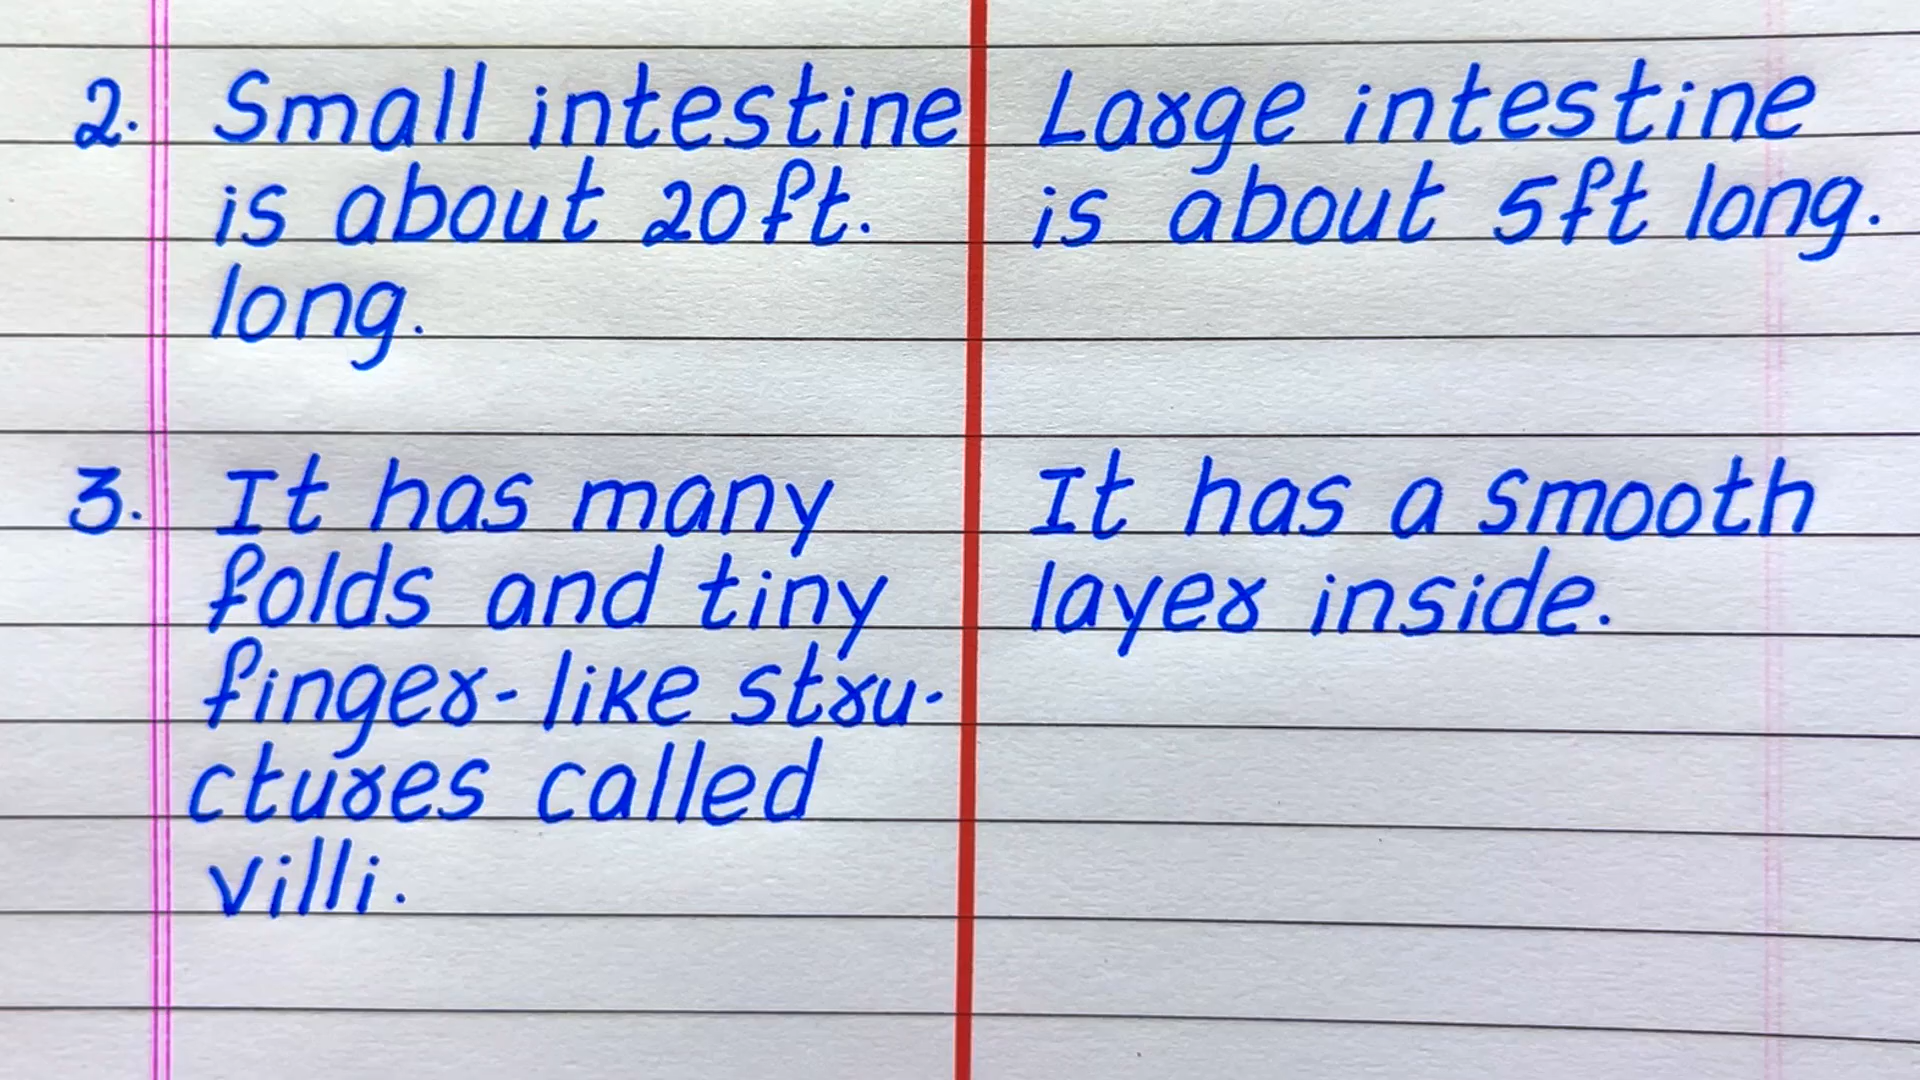 2. Small intestine
is about 20ft.
long.
Large intestine
is about 5ft long.
3. It has many
folds and tiny
finger-like stru-
ctures called
villi.
It has a smooth
layer inside.